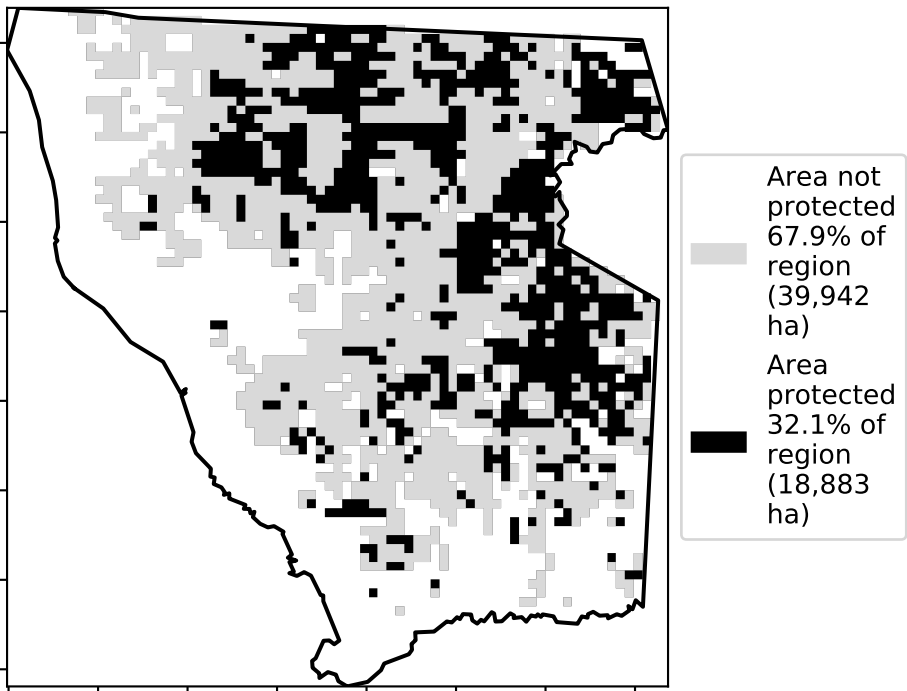 Area not
protected
67.9% of
region
(39,942
ha)
Area
protected
32.1% of
region
(18,883
ha)